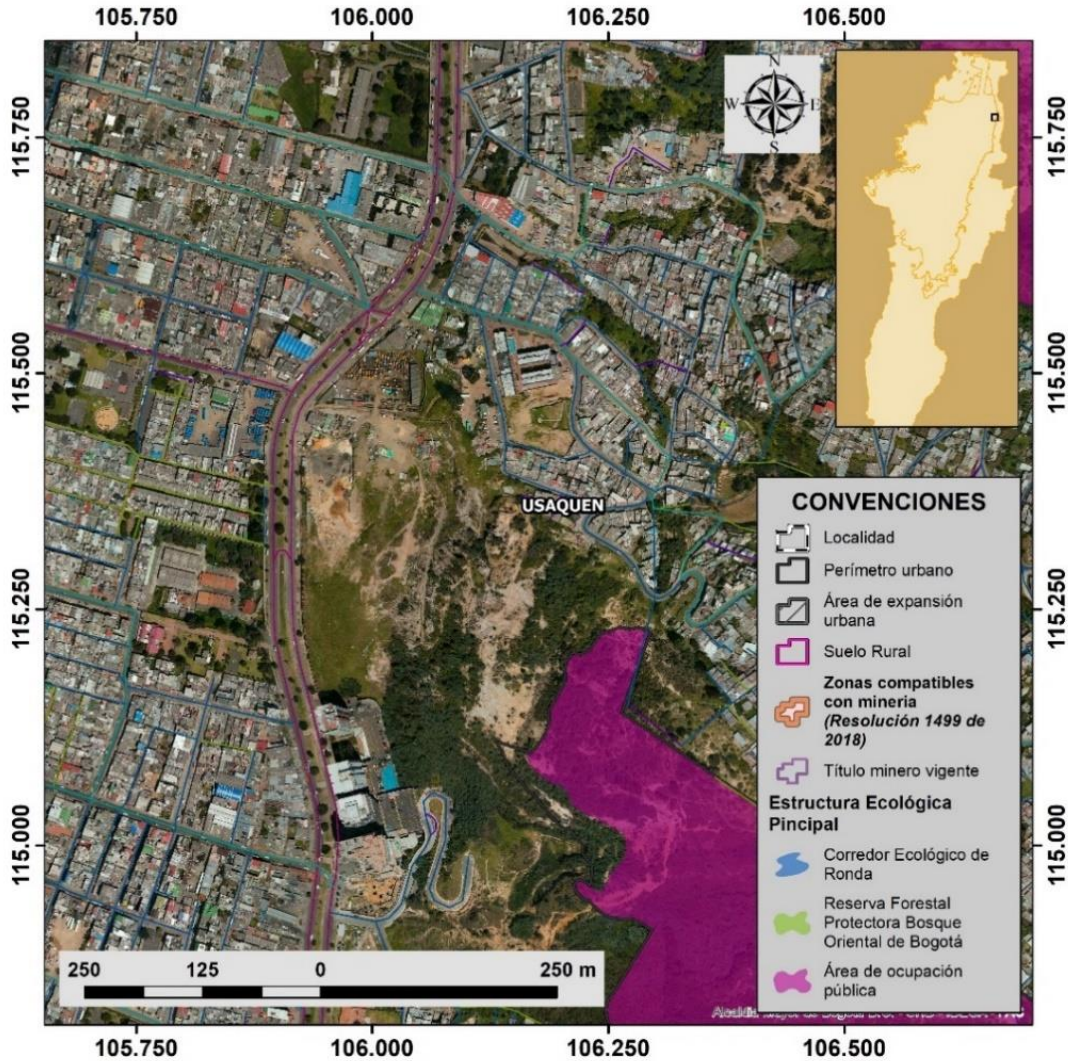 105.750 106.000 106.250 106.500
115.750
115.500
115.250
115.000
N
W E
S
115.750
115.500
115.250
115.000
USAQUEN
CONVENCIONES
Localidad
Perímetro urbano
Área de expansión
urbana
Suelo Rural
Zonas compatibles
con mineria
(Resolución 1499 de
2018)
Título minero vigente
Estructura Ecológica
Pincipal
Corredor Ecológico de
Ronda
Reserva Forestal
Protectora Bosque
Oriental de Bogotá
Área de ocupación
pública
250 125 0 250 m
105.750 106.000 106.250 106.500